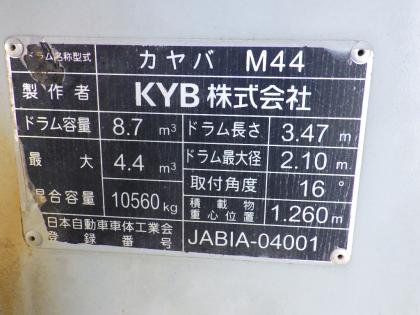 ドラム名称型式 カヤバ M44
製作者 KYB株式会社
ドラム容量 8.7 m³ ドラム長さ 3.47 m
最大 4.4 m³ ドラム最大径 2.10 m
混合容量 10560 kg 取付角度 16°
積載物重心位置 1.260 m
日本自動車車体工業会
登録番号 JABIA-04001